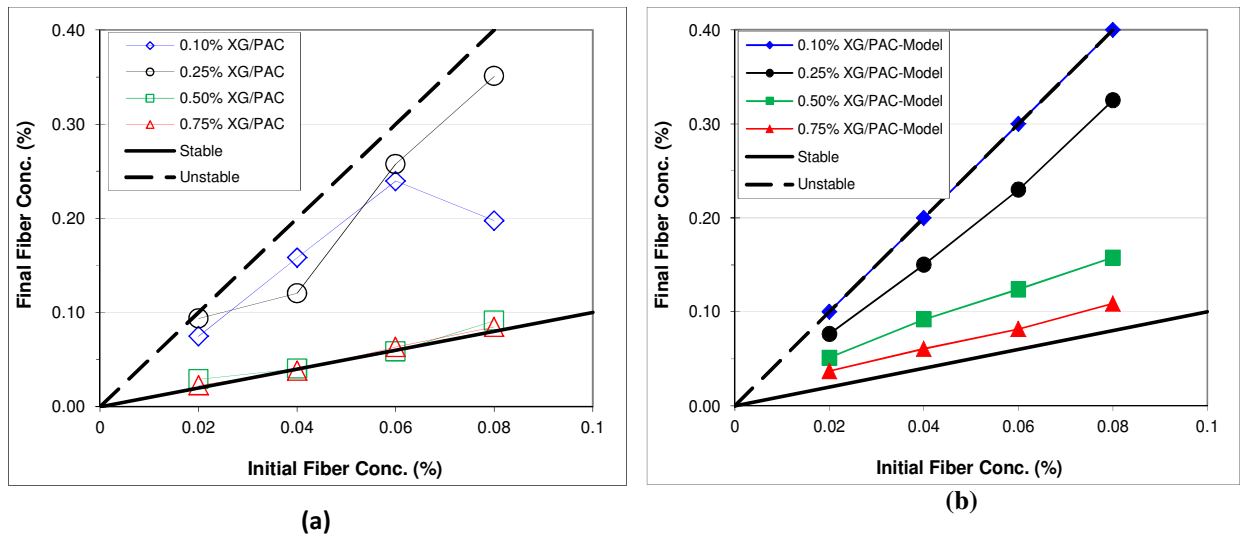 0.40
0.30
0.20
0.10
0.00
Final Fiber Conc. (%)
0.10% XG/PAC
0.25% XG/PAC
0.50% XG/PAC
0.75% XG/PAC
Stable
Unstable
0 0.02 0.04 0.06 0.08 0.1
Initial Fiber Conc. (%)
(a)
0.40
0.30
0.20
0.10
0.00
Final Fiber Conc. (%)
0.10% XG/PAC-Model
0.25% XG/PAC-Model
0.50% XG/PAC-Model
0.75% XG/PAC-Model
Stable
Unstable
0 0.02 0.04 0.06 0.08 0.1
Initial Fiber Conc. (%)
(b)